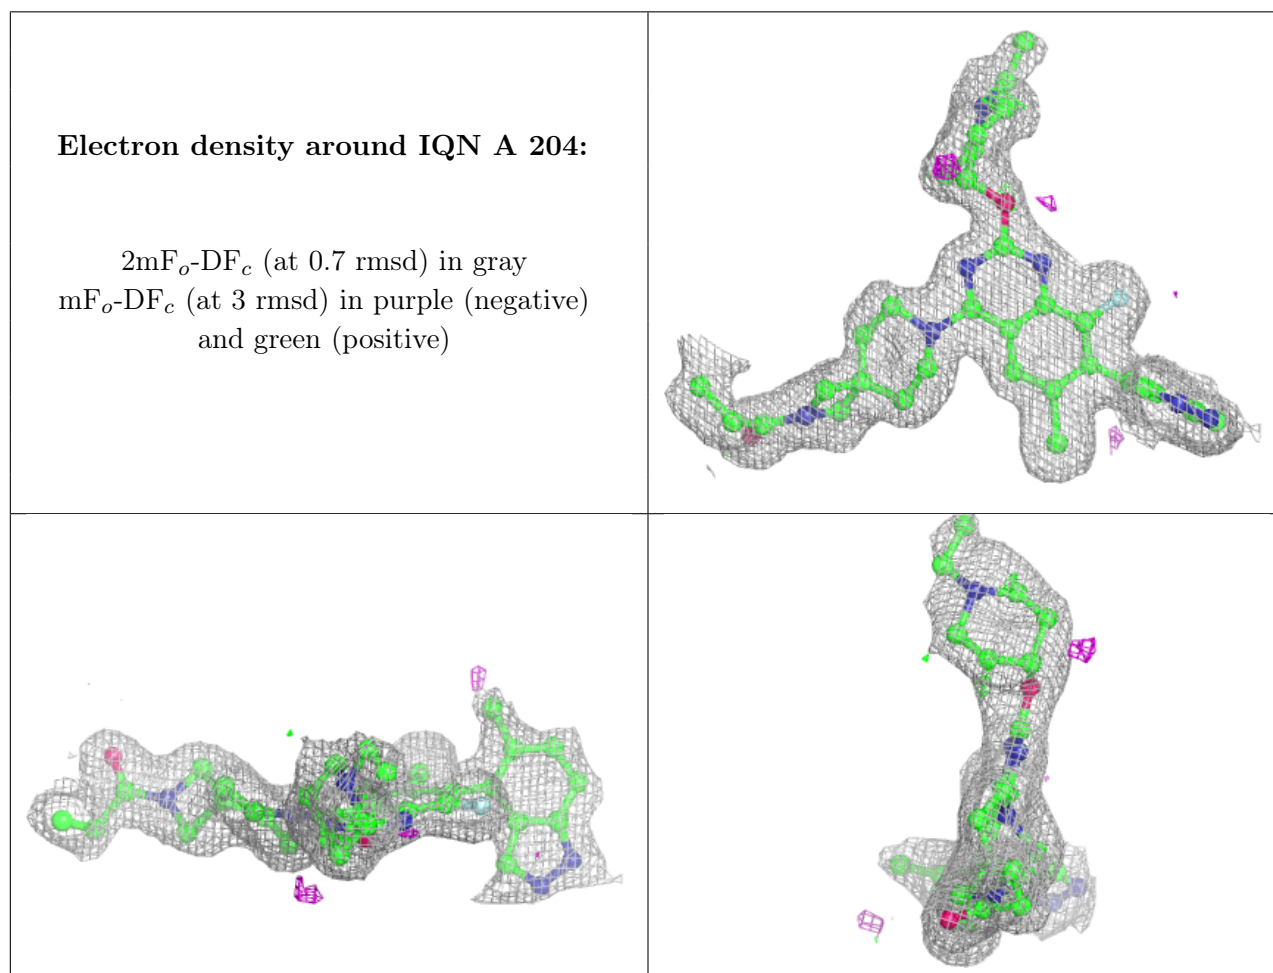 Electron density around IQN A 204:
2mFo-DFc (at 0.7 rmsd) in gray
mFo-DFc (at 3 rmsd) in purple (negative)
and green (positive)